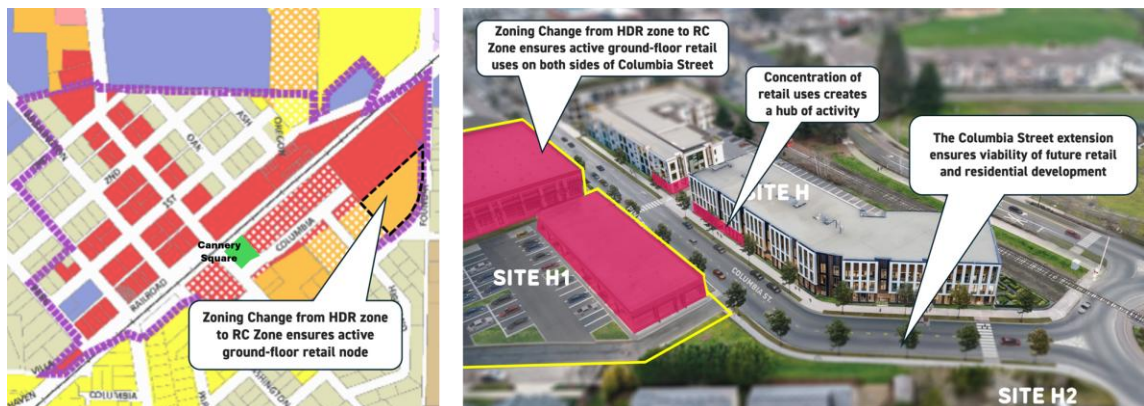 ASH
OAK
OREGON
2ND
1ST
COLUMBIA
Cannery
Square
RAILROAD
Zoning Change from HDR zone
to RC Zone ensures active
ground-floor retail node
VILLA
HAVEN
COLUMBIA
Zoning Change from HDR zone to RC
Zone ensures active ground-floor retail
uses on both sides of Columbia Street
Concentration of
retail uses creates
a hub of activity
The Columbia Street extension
ensures viability of future retail
and residential development
SITE H
SITE H1
COLUMBIA ST.
SITE H2